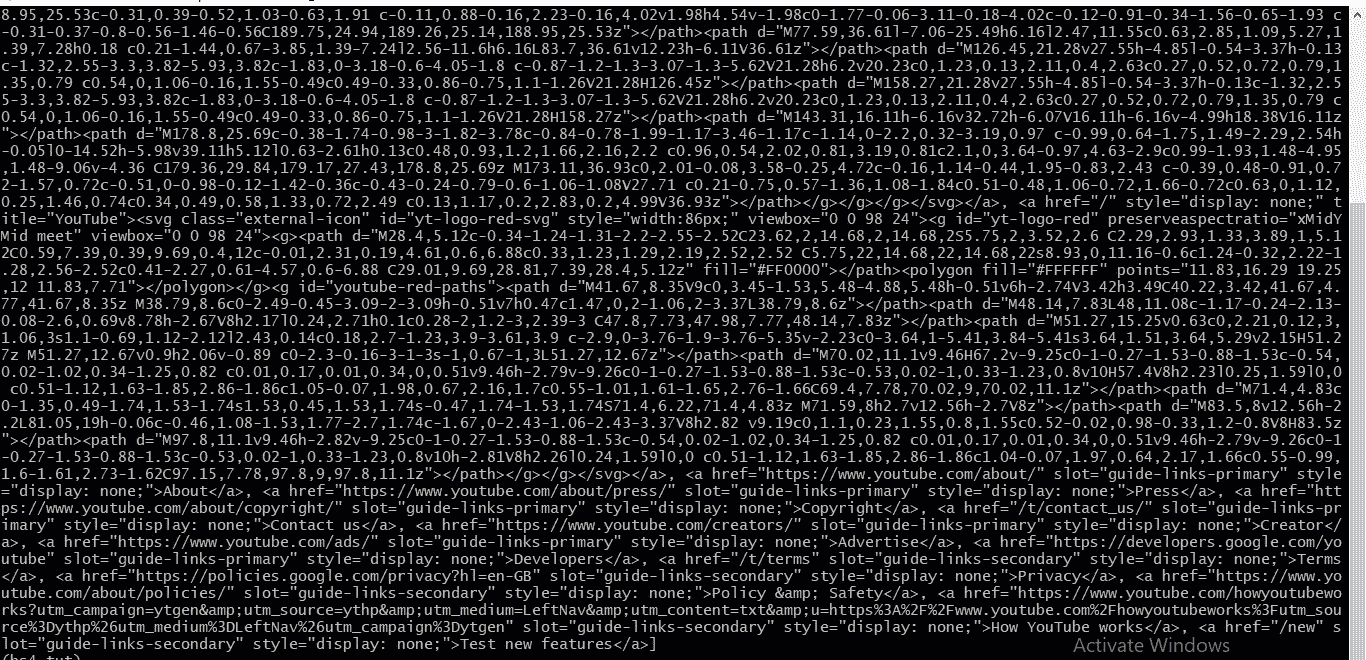 8.95,25.53c-0.31,0.39-0.52,1.03-0.63,1.91 c-0.11,0.88-0.16,2.23-0.16,4.02v1.98h4.54v-1.98c0-1.77-0.06-3.11-0.18-4.02c-0.12-0.91-0.34-1.56-0.65-1.93 c
-0.31-0.37-0.8-0.56-1.46-0.56C189.75,24.94,189.26,25.14,188.95,25.53z"></path><path d="M77.59,36.61l-7.06-25.49h6.16l2.47,11.55c0.63,2.85,1.09,5.27,1
.39,7.28h0.18 c0.21-1.44,0.67-3.85,1.39-7.24l2.56-11.6h6.16L83.7,36.61v12.23h-6.11V36.61z"></path><path d="M126.45,21.28v27.55h-4.85l-0.54-3.37h-0.13
c-1.32,2.55-3.3,3.82-5.93,3.82c-1.83,0-3.18-0.6-4.05-1.8 c-0.87-1.2-1.3-3.07-1.3-5.62V21.28h6.2v20.23c0,1.23,0.13,2.11,0.4,2.63c0.27,0.52,0.72,0.79,1
.35,0.79 c0.54,0,1.06-0.16,1.55-0.49c0.49-0.33,0.86-0.75,1.1-1.26V21.28H126.45z"></path><path d="M158.27,21.28v27.55h-4.85l-0.54-3.37h-0.13c-1.32,2.5
5-3.3,3.82-5.93,3.82c-1.83,0-3.18-0.6-4.05-1.8 c-0.87-1.2-1.3-3.07-1.3-5.62V21.28h6.2v20.23c0,1.23,0.13,2.11,0.4,2.63c0.27,0.52,0.72,0.79,1.35,0.79 c
0.54,0,1.06-0.16,1.55-0.49c0.49-0.33,0.86-0.75,1.1-1.26V21.28H158.27z"></path><path d="M143.31,16.11h-6.16v32.72h-6.07V16.11h-6.16v-4.99h18.38V16.11z
"></path><path d="M178.8,25.69c-0.38-1.74-0.98-3-1.82-3.78c-0.84-0.78-1.99-1.17-3.46-1.17c-1.14,0-2.2,0.32-3.19,0.97 c-0.99,0.64-1.75,1.49-2.29,2.54h
-0.05l0-14.52h-5.98v39.11h5.12l0.63-2.61h0.13c0.48,0.93,1.2,1.66,2.16,2.2 c0.96,0.54,2.02,0.81,3.19,0.81c2.1,0,3.64-0.97,4.63-2.9c0.99-1.93,1.48-4.95
,1.48-9.06v-4.36 C179.36,29.84,179.17,27.43,178.8,25.69z M173.11,36.93c0,2.01-0.08,3.58-0.25,4.72c-0.16,1.14-0.44,1.95-0.83,2.43 c-0.39,0.48-0.91,0.7
2-1.57,0.72c-0.51,0-0.98-0.12-1.42-0.36c-0.43-0.24-0.79-0.6-1.06-1.08V27.71 c0.21-0.75,0.57-1.36,1.08-1.84c0.51-0.48,1.06-0.72,1.66-0.72c0.63,0,1.12,
0.25,1.46,0.74c0.34,0.49,0.58,1.33,0.72,2.49 c0.13,1.17,0.2,2.83,0.2,4.99V36.93z"></path></g></g></g></svg></a>, <a href="/" style="display: none;" t
itle="YouTube"><svg class="external-icon" id="yt-logo-red-svg" style="width:86px;" viewbox="0 0 98 24"><g id="yt-logo-red" preserveaspectratio="xMidY
Mid meet" viewbox="0 0 98 24"><g><path d="M28.4,5.12c-0.34-1.24-1.31-2.2-2.55-2.52C23.62,2,14.68,2,14.68,2S5.75,2,3.52,2.6 C2.29,2.93,1.33,3.89,1,5.1
2C0.59,7.39,0.39,9.69,0.4,12c-0.01,2.31,0.19,4.61,0.6,6.88c0.33,1.23,1.29,2.19,2.52,2.52 C5.75,22,14.68,22,14.68,22s8.93,0,11.16-0.6c1.24-0.32,2.22-1
.28,2.56-2.52c0.41-2.27,0.61-4.57,0.6-6.88 C29.01,9.69,28.81,7.39,28.4,5.12z" fill="#FF0000"></path><polygon fill="#FFFFFF" points="11.83,16.29 19.25
,12 11.83,7.71"></polygon></g><g id="youtube-red-paths"><path d="M41.67,8.35V9c0,3.45-1.53,5.48-4.88,5.48h-0.51v6h-2.74V3.42h3.49C40.22,3.42,41.67,4.
77,41.67,8.35z M38.79,8.6c0-2.49-0.45-3.09-2-3.09h-0.51v7h0.47c1.47,0,2-1.06,2-3.37L38.79,8.6z"></path><path d="M48.14,7.83L48,11.08c-1.17-0.24-2.13-
0.08-2.6,0.69v8.78h-2.67V8h2.17l0.24,2.71h0.1c0.28-2,1.2-3,2.39-3 C47.8,7.73,47.98,7.77,48.14,7.83z"></path><path d="M51.27,15.25v0.63c0,2.21,0.12,3,
1.06,3s1.1-0.69,1.12-2.12l2.43,0.14c0.18,2.7-1.23,3.9-3.61,3.9 c-2.9,0-3.76-1.9-3.76-5.35v-2.23c0-3.64,1-5.41,3.84-5.41s3.64,1.51,3.64,5.29v2.15H51.2
7z M51.27,12.67v0.9h2.06v-0.89 c0-2.3-0.16-3-1-3s-1,0.67-1,3L51.27,12.67z"></path><path d="M70.02,11.1v9.46H67.2v-9.25c0-1-0.27-1.53-0.88-1.53c-0.54,
0.02-1.02,0.34-1.25,0.82 c0.01,0.17,0.01,0.34,0,0.51v9.46h-2.79v-9.26c0-1-0.27-1.53-0.88-1.53c-0.53,0.02-1,0.33-1.23,0.8v10H57.4V8h2.23l0.25,1.59l0,0
 c0.51-1.12,1.63-1.85,2.86-1.86c1.05-0.07,1.98,0.67,2.16,1.7c0.55-1.01,1.61-1.65,2.76-1.66C69.4,7.78,70.02,9,70.02,11.1z"></path><path d="M71.4,4.83c
0-1.35,0.49-1.74,1.53-1.74s1.53,0.45,1.53,1.74s-0.47,1.74-1.53,1.74S71.4,6.22,71.4,4.83z M71.59,8h2.7v12.56h-2.7V8z"></path><path d="M83.5,8v12.56h-2
.2L81.05,19h-0.06c-0.46,1.08-1.53,1.77-2.7,1.74c-1.67,0-2.43-1.06-2.43-3.37V8h2.82 v9.19c0,1.1,0.23,1.55,0.8,1.55c0.52-0.02,0.98-0.33,1.2-0.8V8H83.5z
"></path><path d="M97.8,11.1v9.46h-2.82v-9.25c0-1-0.27-1.53-0.88-1.53c-0.54,0.02-1.02,0.34-1.25,0.82 c0.01,0.17,0.01,0.34,0,0.51v9.46h-2.79v-9.26c0-1
-0.27-1.53-0.88-1.53c-0.53,0.02-1,0.33-1.23,0.8v10h-2.81V8h2.26l0.24,1.59l0,0 c0.51-1.12,1.63-1.85,2.86-1.86c1.04-0.07,1.97,0.64,2.17,1.66c0.55-0.99,
1.6-1.61,2.73-1.62C97.15,7.78,97.8,9,97.8,11.1z"></path></g></g></svg></a>, <a href="https://www.youtube.com/about/" slot="guide-links-primary" style
="display: none;">About</a>, <a href="https://www.youtube.com/about/press/" slot="guide-links-primary" style="display: none;">Press</a>, <a href="htt
ps://www.youtube.com/about/copyright/" slot="guide-links-primary" style="display: none;">Copyright</a>, <a href="/t/contact_us/" slot="guide-links-pr
imary" style="display: none;">Contact us</a>, <a href="https://www.youtube.com/creators/" slot="guide-links-primary" style="display: none;">Creator</
a>, <a href="https://www.youtube.com/ads/" slot="guide-links-primary" style="display: none;">Advertise</a>, <a href="https://developers.google.com/yo
utube" slot="guide-links-primary" style="display: none;">Developers</a>, <a href="/t/terms" slot="guide-links-secondary" style="display: none;">Terms
</a>, <a href="https://policies.google.com/privacy?hl=en-GB" slot="guide-links-secondary" style="display: none;">Privacy</a>, <a href="https://www.yo
utube.com/about/policies/" slot="guide-links-secondary" style="display: none;">Policy &amp; Safety</a>, <a href="https://www.youtube.com/howyoutubewo
rks?utm_campaign=ytgen&amp;utm_source=ythp&amp;utm_medium=LeftNav&amp;utm_content=txt&amp;u=https%3A%2F%2Fwww.youtube.com%2Fhowyoutubeworks%3Futm_sou
rce%3Dythp%26utm_medium%3DLeftNav%26utm_campaign%3Dytgen" slot="guide-links-secondary" style="display: none;">How YouTube works</a>, <a href="/new" s
lot="guide-links-secondary" style="display: none;">Test new features</a>]
Activate Windows